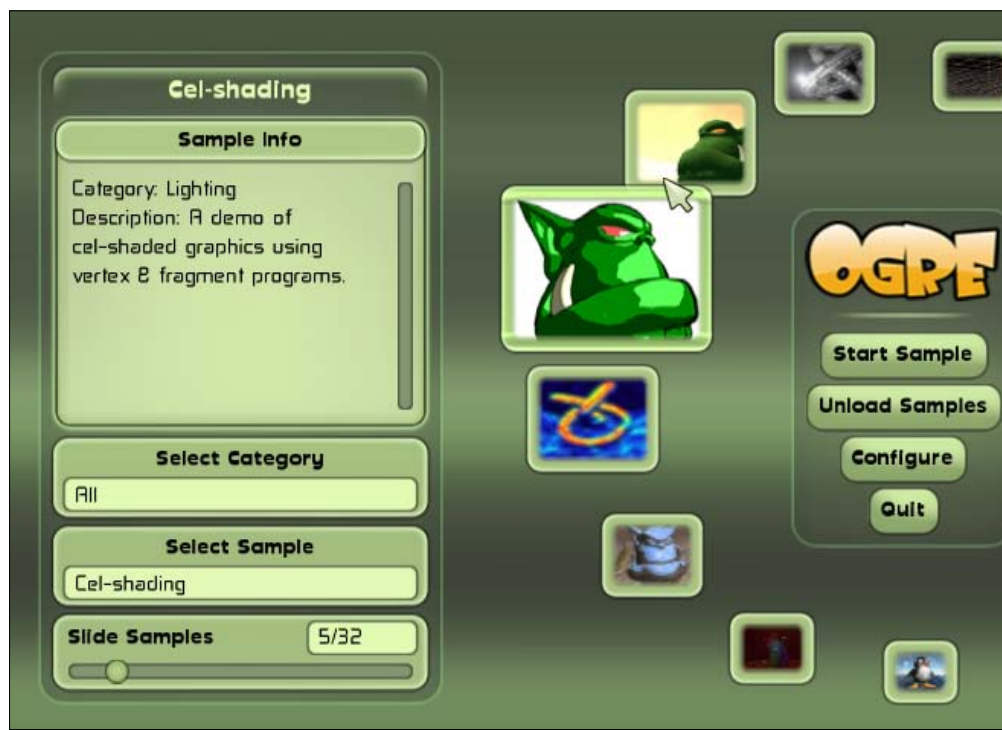 Cel-shading
Sample Info
Category: Lighting
Description: A demo of
cel-shaded graphics using
vertex & fragment programs.
Select Category
All
Select Sample
Cel-shading
Slide Samples
5/32
OGRE
Start Sample
Unload Samples
Configure
Quit